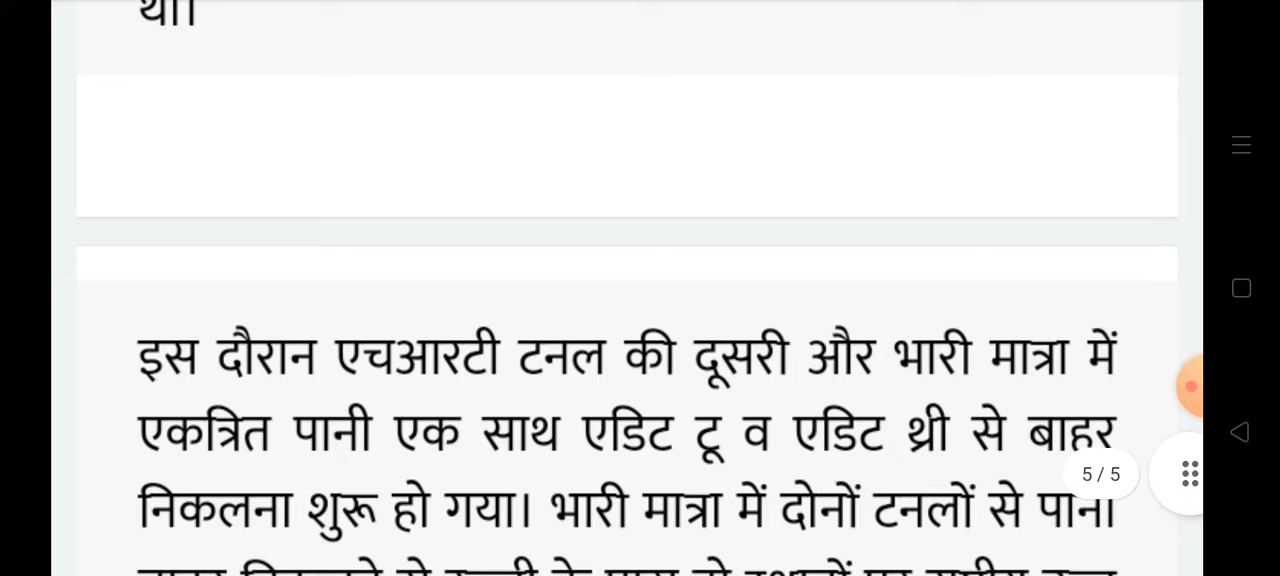 था।
इस दौरान एचआरटी टनल की दूसरी और भारी मात्रा में
एकत्रित पानी एक साथ एडिट टू व एडिट थ्री से बाहर
5 / 5
निकलना शुरू हो गया। भारी मात्रा में दोनों टनलों से पानी